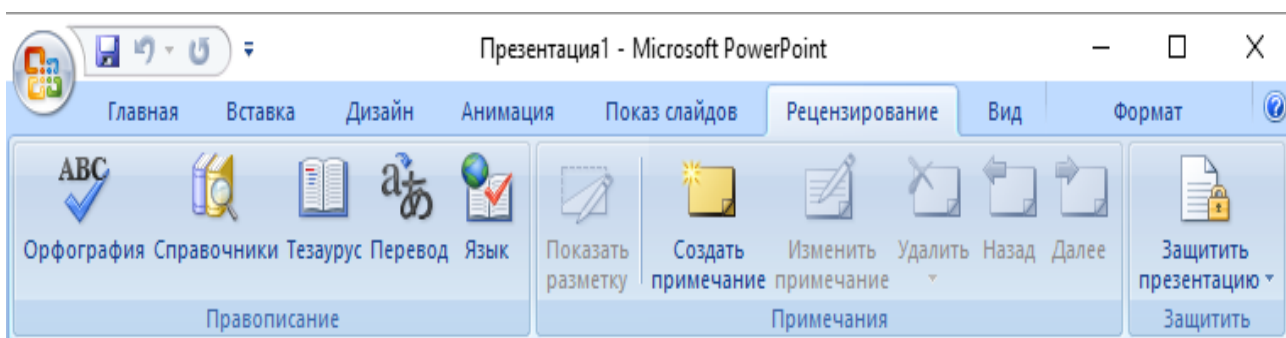 Презентация1 - Microsoft PowerPoint
Главная Вставка Дизайн Анимация Показ слайдов Рецензирование Вид Формат
ABC
Орфография Справочники Тезаурус Перевод Язык
Показать разметку
Создать примечание
Изменить примечание
Удалить Назад Далее
Защитить презентацию
Правописание Примечания Защитить